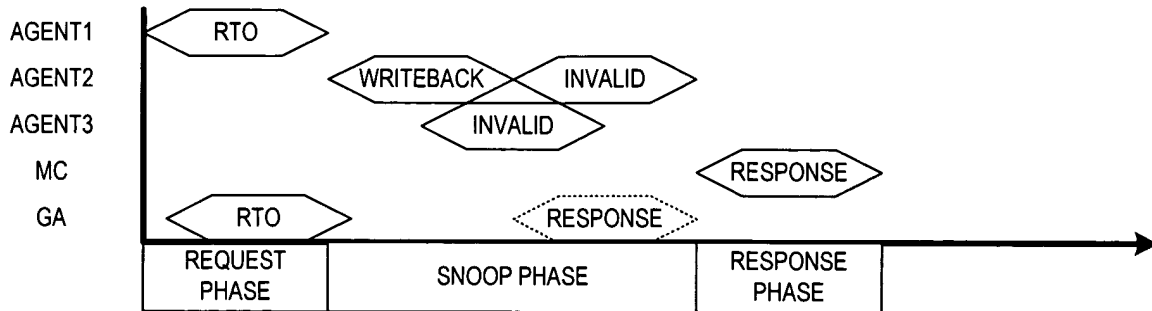 AGENT1 RTO
AGENT2 WRITEBACK INVALID
AGENT3 INVALID
MC RESPONSE
GA RTO RESPONSE
REQUEST
PHASE
SNOOP PHASE
RESPONSE
PHASE